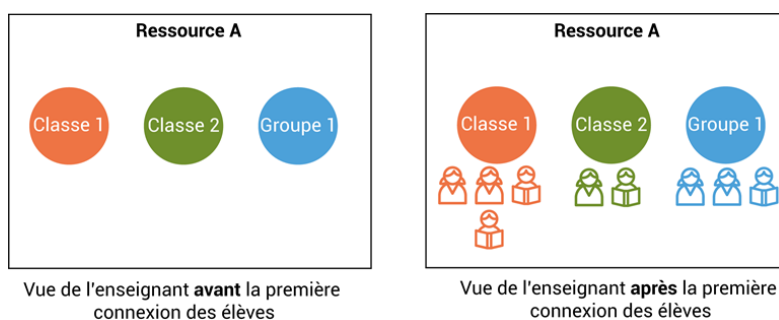 Ressource A
Classe 1
Classe 2
Groupe 1
Vue de l'enseignant avant la première
connexion des élèves
Ressource A
Classe 1
Classe 2
Groupe 1
Vue de l'enseignant après la première
connexion des élèves